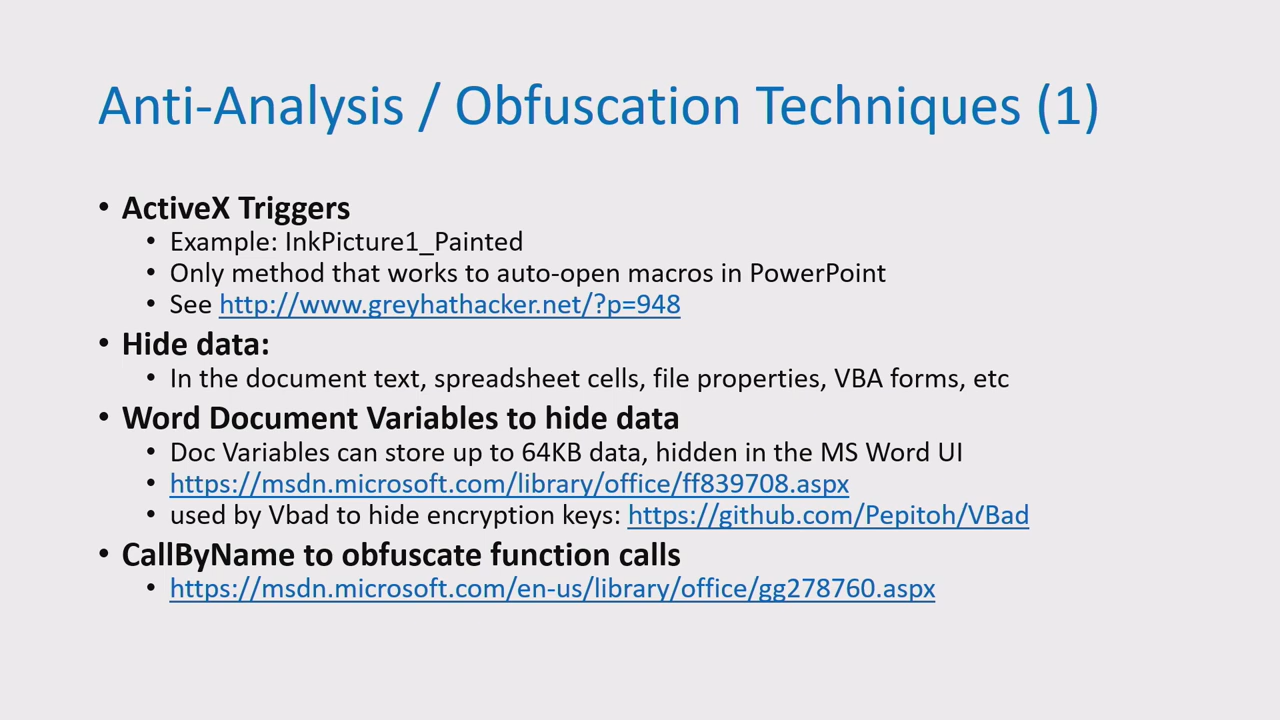 Anti-Analysis / Obfuscation Techniques (1)
• ActiveX Triggers
• Example: InkPicture1_Painted
• Only method that works to auto-open macros in PowerPoint
• See http://www.greyhathacker.net/?p=948
• Hide data:
• In the document text, spreadsheet cells, file properties, VBA forms, etc
• Word Document Variables to hide data
• Doc Variables can store up to 64KB data, hidden in the MS Word UI
• https://msdn.microsoft.com/library/office/ff839708.aspx
• used by Vbad to hide encryption keys: https://github.com/Pepitoh/VBad
• CallByName to obfuscate function calls
• https://msdn.microsoft.com/en-us/library/office/gg278760.aspx